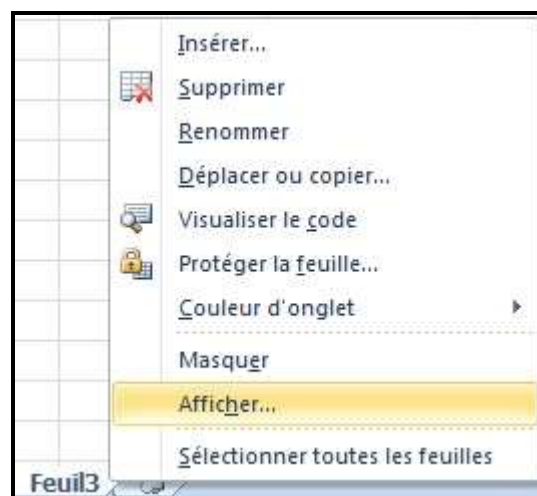 Insérer...
Supprimer
Renommer
Déplacer ou copier...
Visualiser le code
Protéger la feuille...
Couleur d'onglet
Masquer
Afficher...
Sélectionner toutes les feuilles
Feuil3